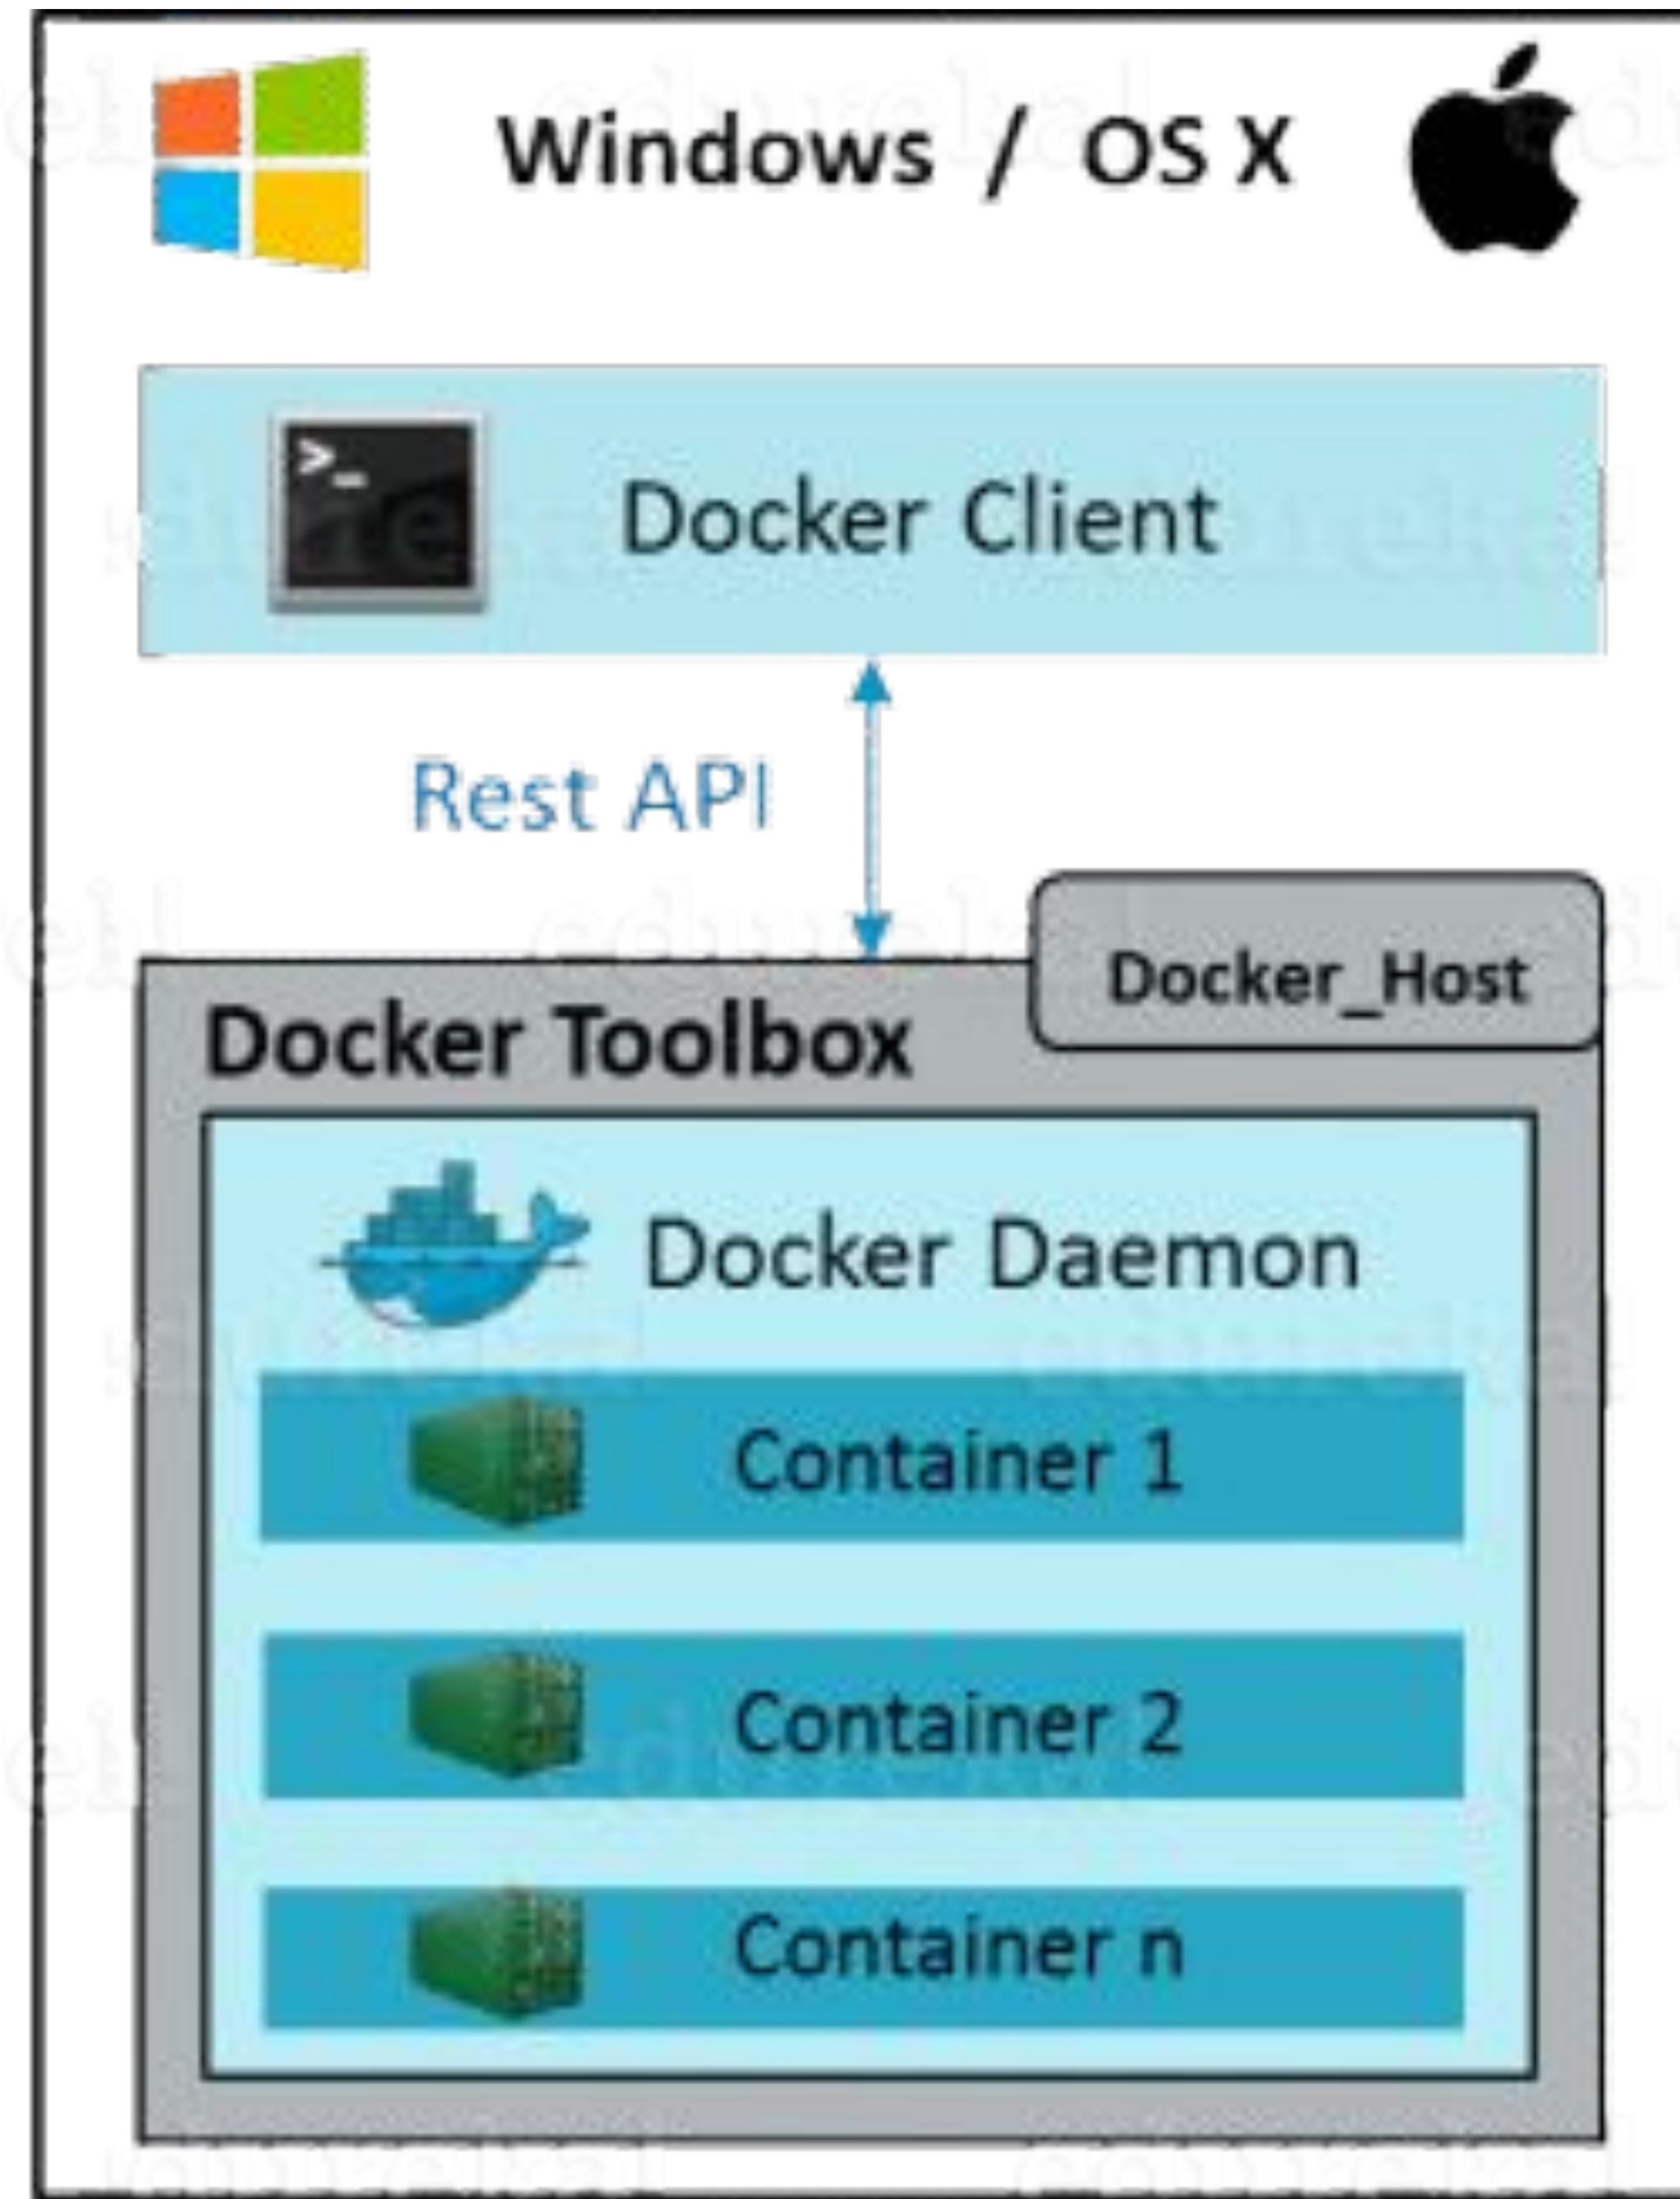 Windows / OS X
>_
Docker Client
Rest API
Docker_Host
Docker Toolbox
Docker Daemon
Container 1
Container 2
Container n